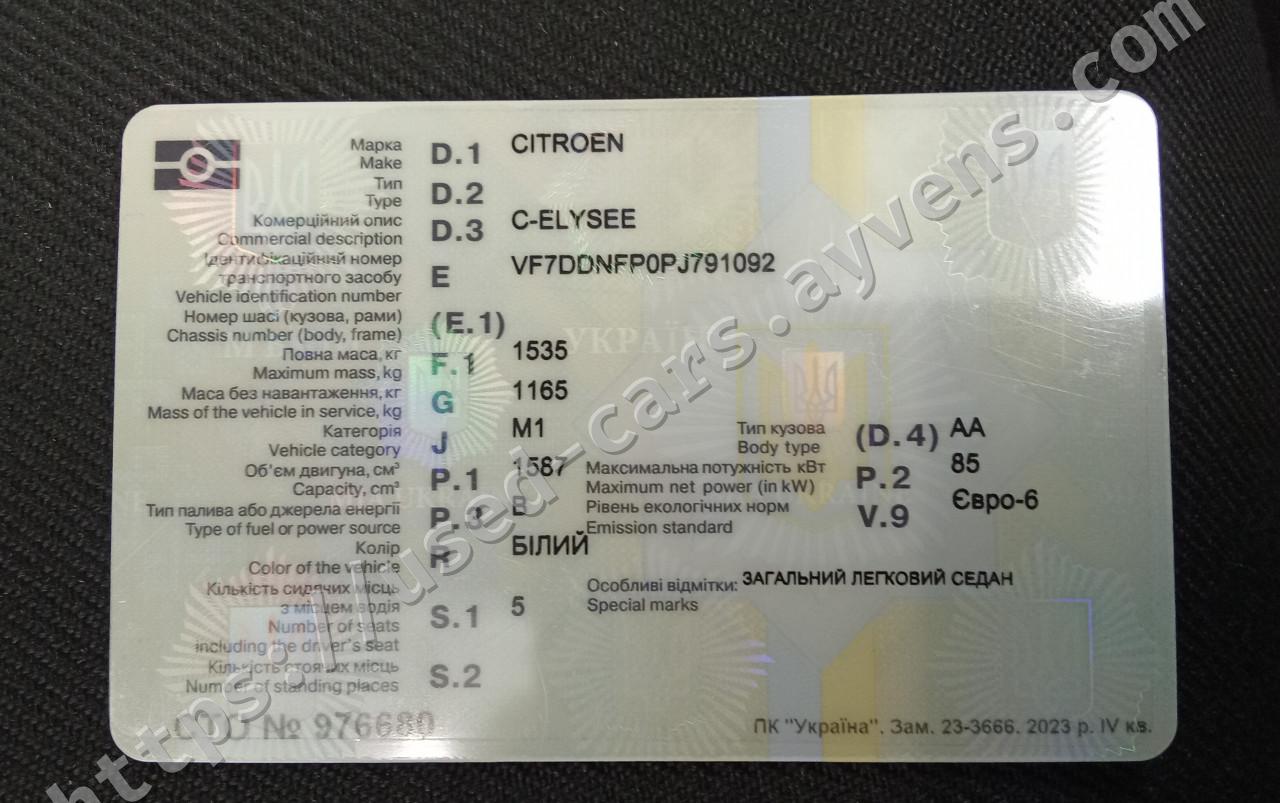 Марка
Make
D.1
CITROEN
Тип
Type
D.2
Комерційний опис
Commercial description
D.3
C-ELYSEE
Ідентифікаційний номер
транспортного засобу
Vehicle identification number
E
VF7DDNFP0PJ791092
Номер шасі (кузова, рами)
Chassis number (body, frame)
(E.1)
УКРАЇ
Повна маса, кг
Maximum mass, kg
F.1
1535
Маса без навантаження, кг
Mass of the vehicle in service, kg
G
1165
Категорія
Vehicle category
J
M1
Тип кузова
Body type
(D.4)
АА
Об'єм двигуна, см³
Capacity, cm³
P.1
1587
Максимальна потужність кВт
Maximum net power (in kW)
P.2
85
Тип палива або джерела енергії
Type of fuel or power source
P.3
B
Рівень екологічних норм
Emission standard
V.9
Євро-6
Колір
Color of the vehicle
R
БІЛИЙ
Кількість сидячих місць
з місцем водія
Number of seats
including the driver's seat
S.1
5
Особливі відмітки: ЗАГАЛЬНИЙ ЛЕГКОВИЙ СЕДАН
Special marks
Кількість стоячих місць
Number of standing places
S.2
№ 976680
ПК "Україна". Зам. 23-3666. 2023 р. IV кв.
https://used-cars.ayvens.com